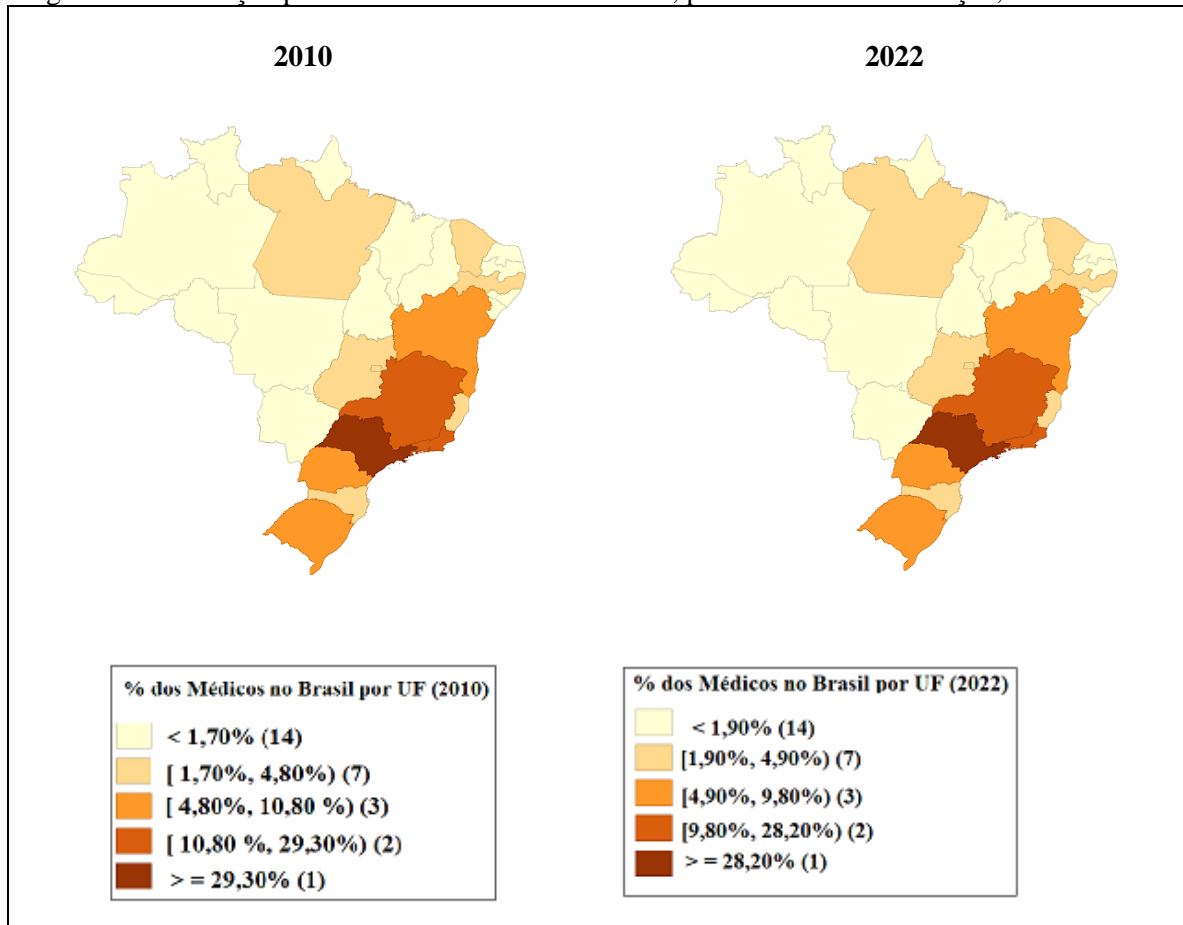 2010
2022
% dos Médicos no Brasil por UF (2010)
< 1,70% (14)
[ 1,70%, 4,80%) (7)
[ 4,80%, 10,80 %) (3)
[ 10,80 %, 29,30%) (2)
> = 29,30% (1)
% dos Médicos no Brasil por UF (2022)
< 1,90% (14)
[1,90%, 4,90%) (7)
[4,90%, 9,80%) (3)
[9,80%, 28,20%) (2)
> = 28,20% (1)